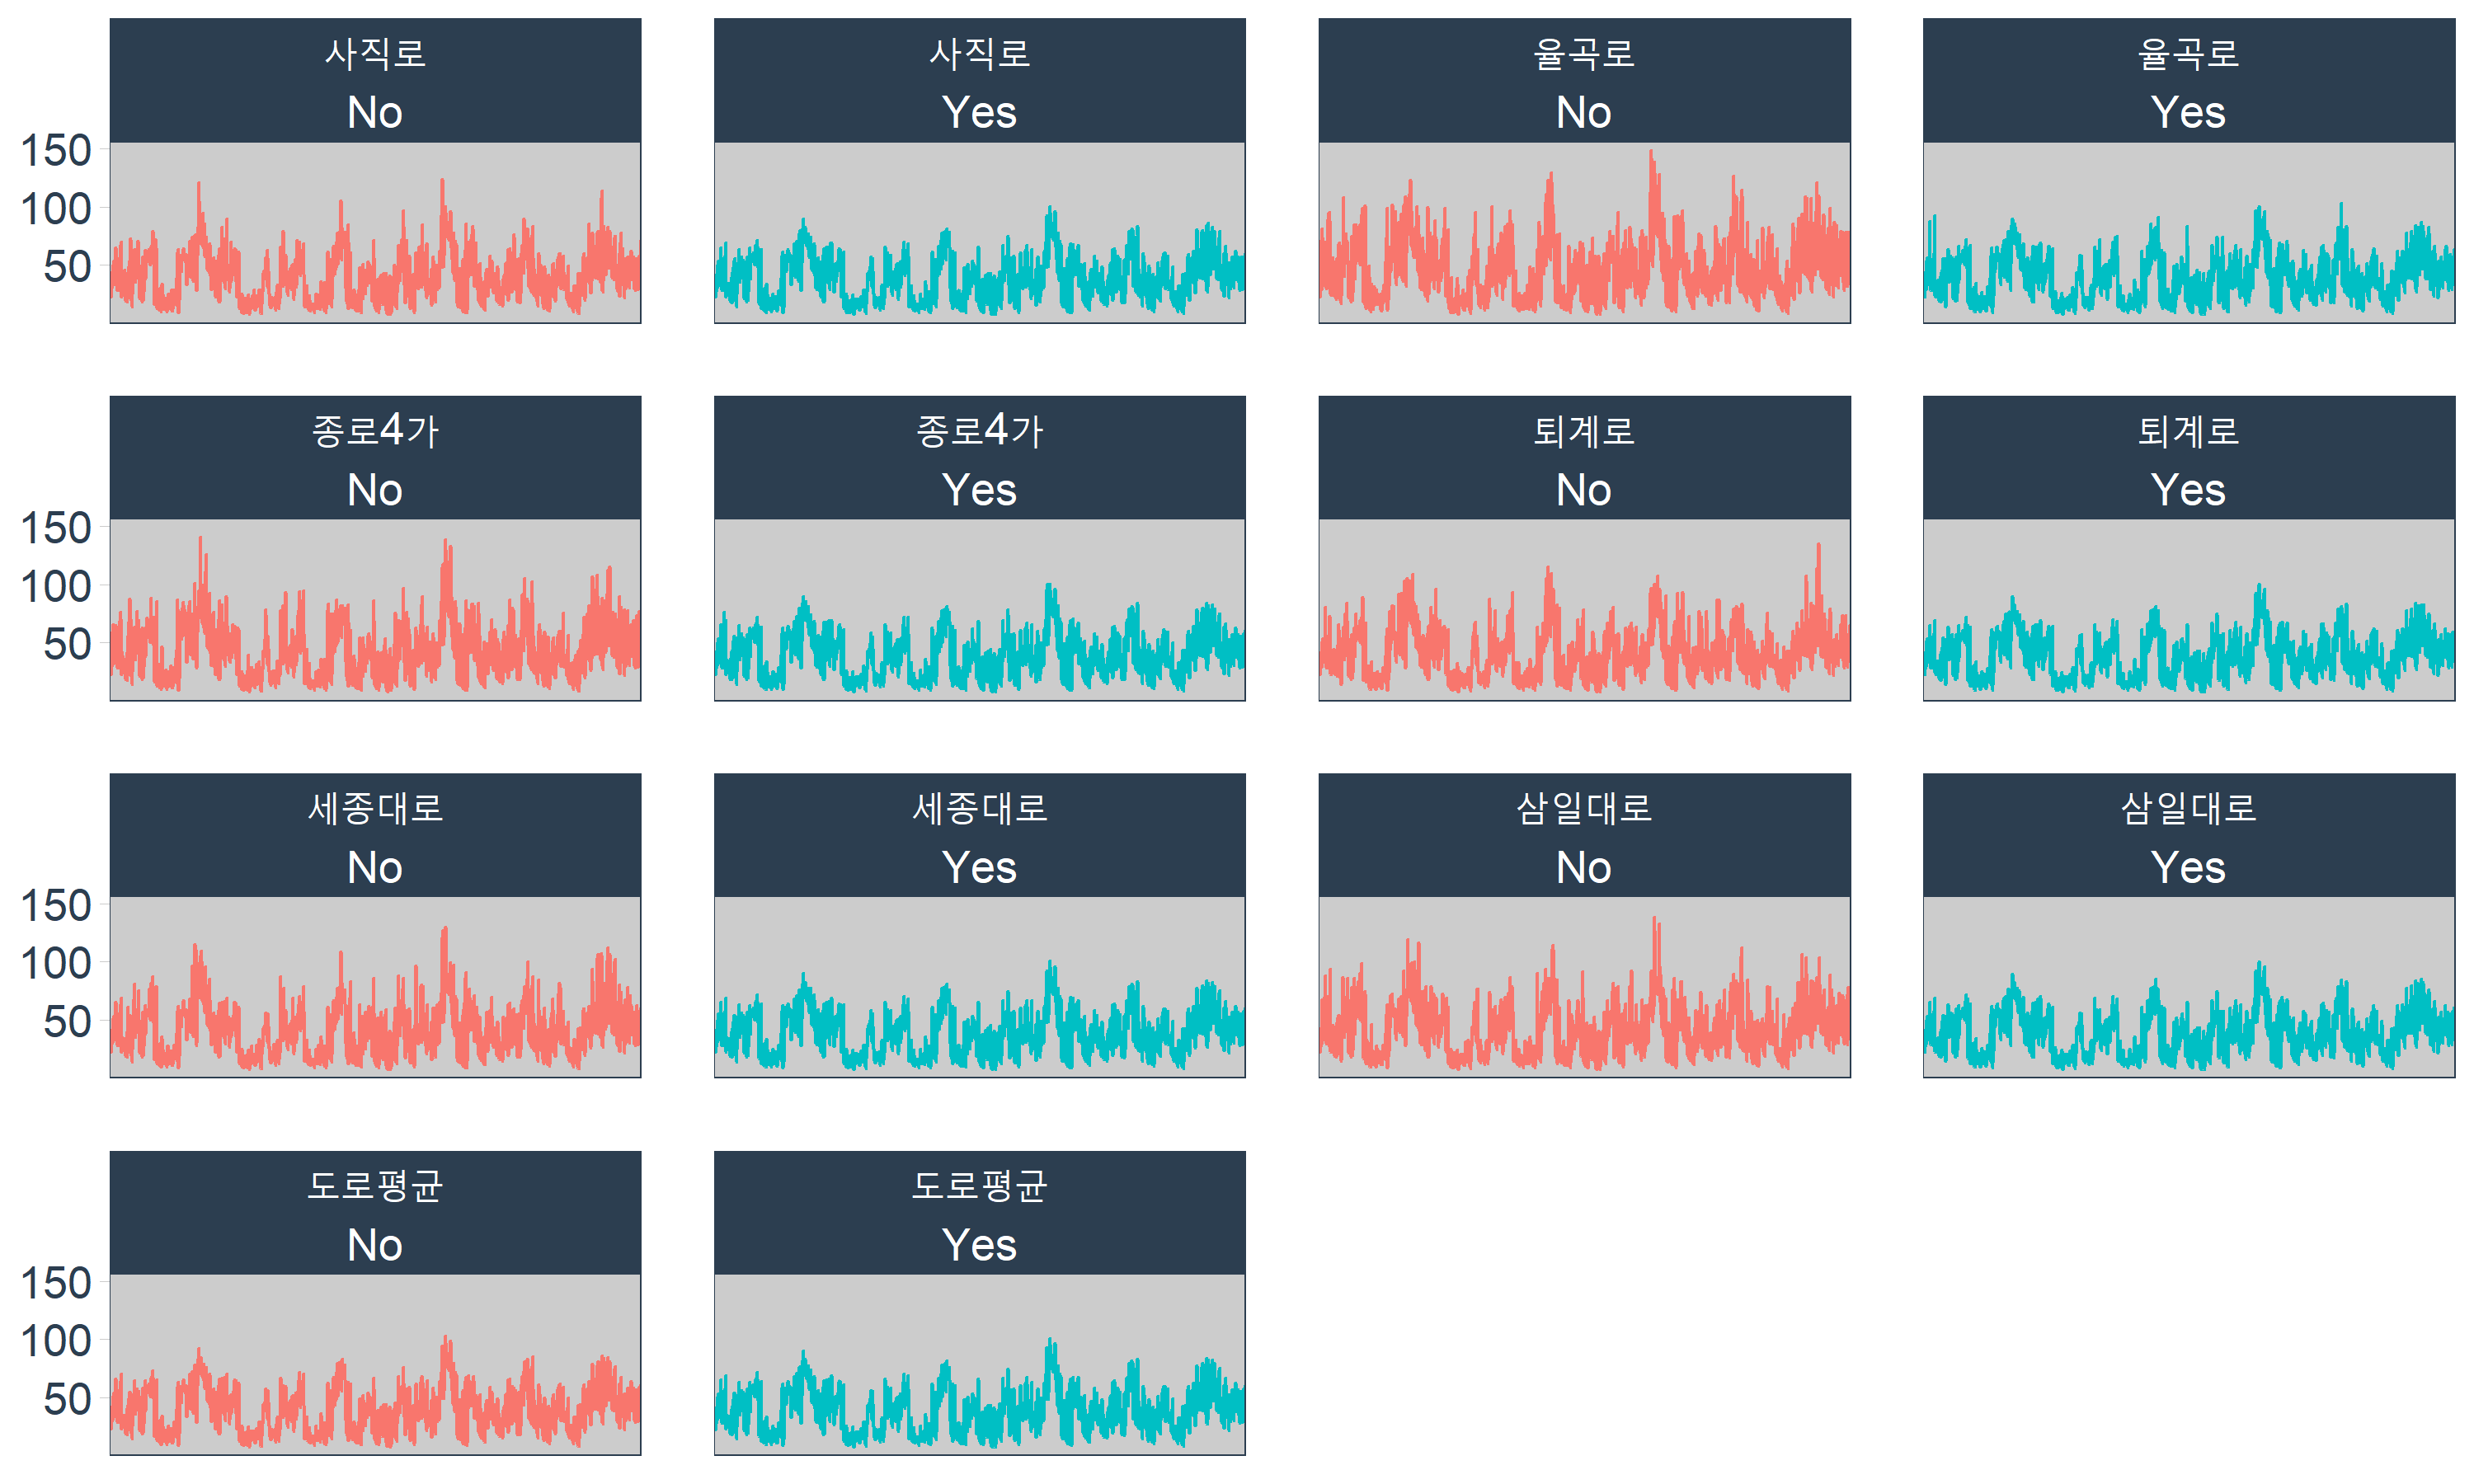 사직로
No
사직로
Yes
율곡로
No
율곡로
Yes
150
100
50
종로4가
No
종로4가
Yes
퇴계로
No
퇴계로
Yes
150
100
50
세종대로
No
세종대로
Yes
삼일대로
No
삼일대로
Yes
150
100
50
도로평균
No
도로평균
Yes
150
100
50